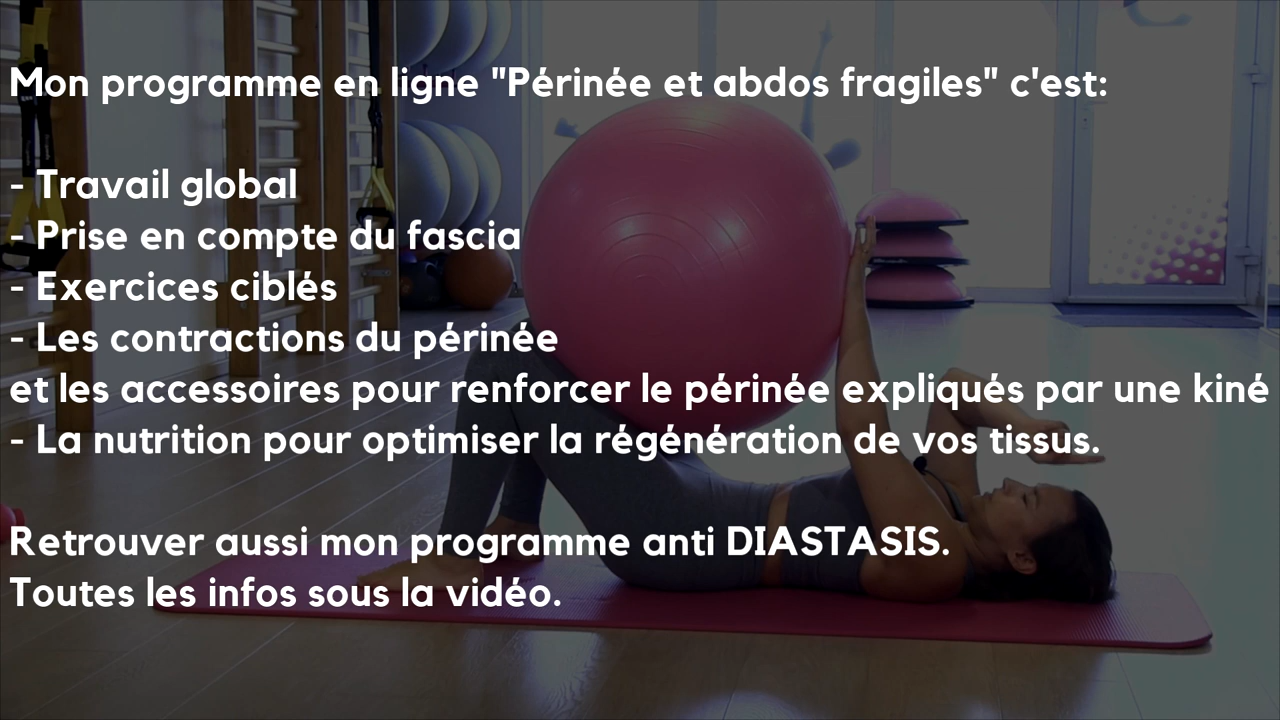 Mon programme en ligne "Périnée et abdos fragiles" c'est:
- Travail global
- Prise en compte du fascia
- Exercices ciblés
- Les contractions du périnée
et les accessoires pour renforcer le périnée expliqués par une kiné
- La nutrition pour optimiser la régénération de vos tissus.
Retrouver aussi mon programme anti DIASTASIS.
Toutes les infos sous la vidéo.